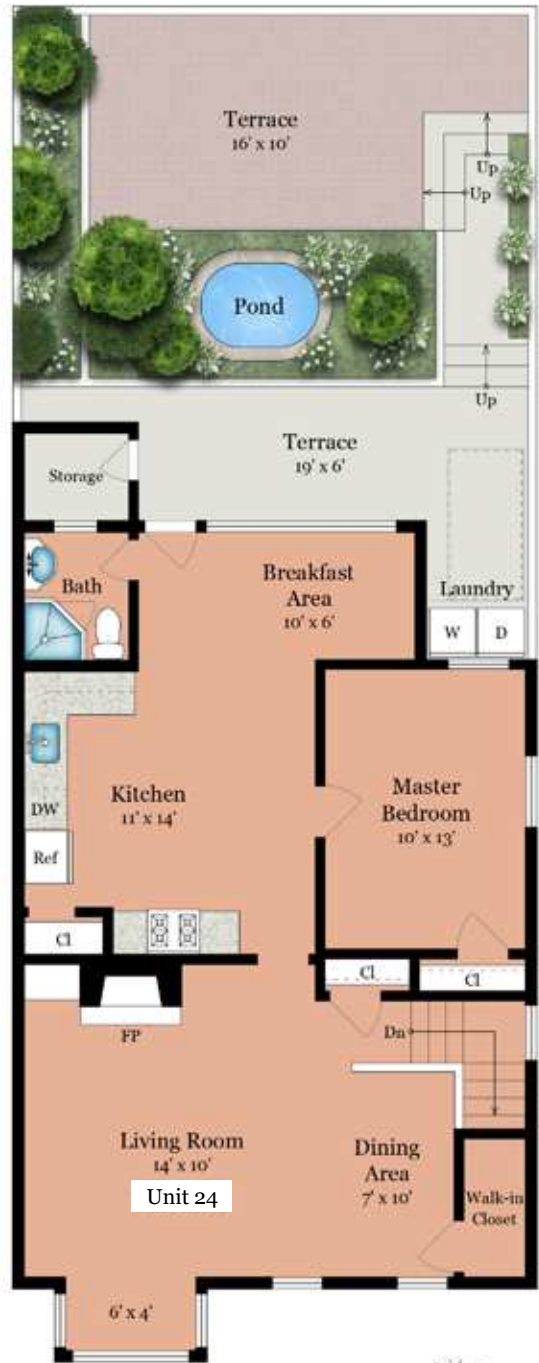 Terrace
16' x 10'
Up
Up
Pond
Up
Terrace
19' x 6'
Storage
Bath
Breakfast
Area
10' x 6'
Laundry
W D
Kitchen
11' x 14'
DW
Ref
Master
Bedroom
10' x 13'
Cl
Cl
Cl
FP
Dn
Living Room
14' x 10'
Unit 24
Dining
Area
7' x 10'
Walk-in
Closet
6' x 4'